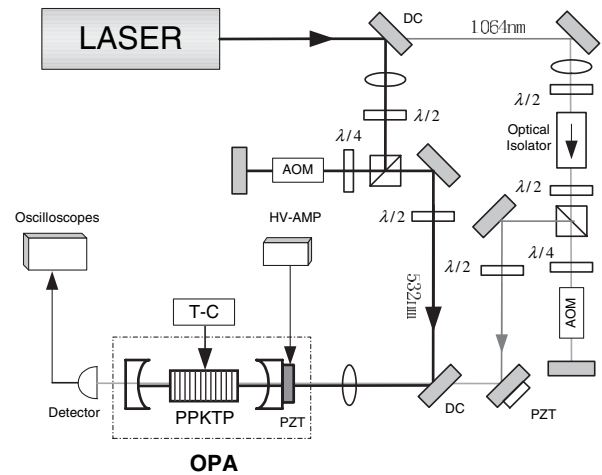 LASER
DC
1064nm
λ/2
λ/2
λ/4
Optical
Isolator
AOM
λ/2
λ/2
λ/2
λ/4
Oscilloscopes
HV-AMP
532nm
AOM
T-C
Detector
PPKTP
PZT
DC
PZT
OPA